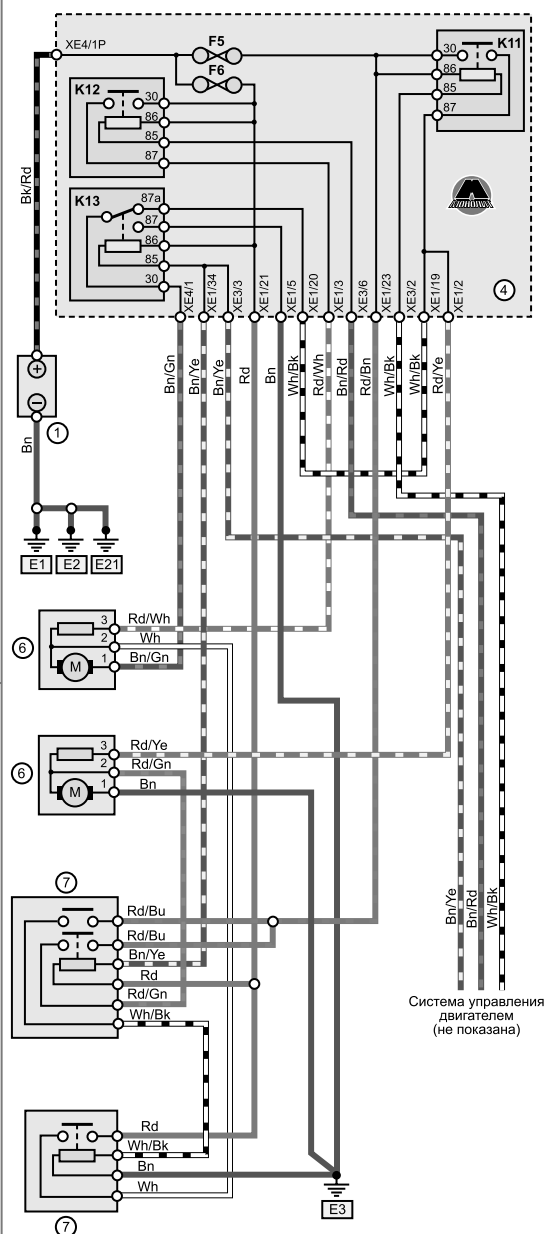 XE4/1P
F5
F6
K11
30
86
85
87
K12
30
86
85
87
K13
87a
87
86
85
30
XE4/1
XE1/34
XE3/3
XE1/21
XE1/5
XE1/20
XE1/3
XE3/6
XE1/23
XE3/2
XE1/19
XE1/2
4
Bk/Rd
Bn/Gn
Bn/Ye
Bn/Ye
Rd
Bn
Wh/Bk
Rd/Wh
Bn/Rd
Rd/Bn
Wh/Bk
Wh/Bk
Rd/Ye
+
−
1
Bn
E1
E2
E21
6
M
3
2
1
Rd/Wh
Wh
Bn/Gn
6
M
3
2
1
Rd/Ye
Rd/Gn
Bn
7
Rd/Bu
Rd/Bu
Bn/Ye
Rd
Rd/Gn
Wh/Bk
Bn/Ye
Bn/Rd
Wh/Bk
Система управления
двигателем
(не показана)
Rd
Wh/Bk
Bn
Wh
7
E3